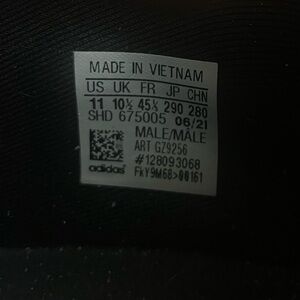 MADE IN VIETNAM
US UK FR JP CHN
11 10½ 45⅓ 290 280
SHD 675005 06/21
MALE/MÂLE
ART GZ9256
#128093068
adidas FkY9M68>00161